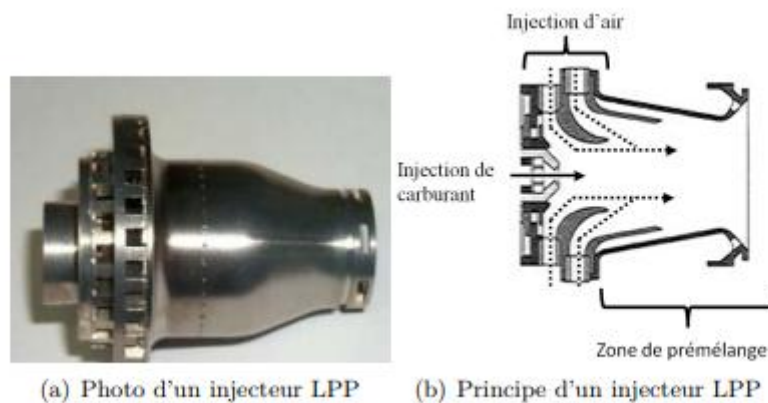 Injection d'air
Injection de
carburant
Zone de prémélange
(a) Photo d'un injecteur LPP
(b) Principe d'un injecteur LPP